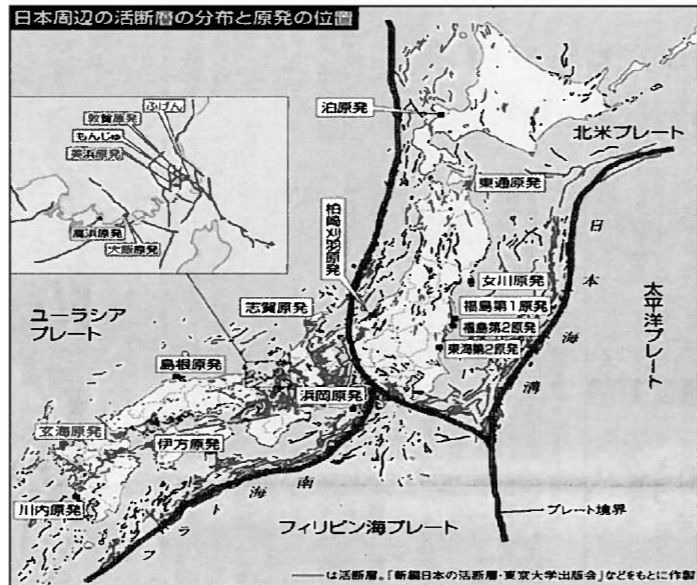 日本周辺の活断層の分布と原発の位置
ふげん
敦賀原発
もんじゅ
美浜原発
高浜原発
大飯原発
泊原発
北米プレート
東通原発
柏崎刈羽原発
日本海溝
太平洋プレート
女川原発
福島第1原発
福島第2原発
東海第2原発
ユーラシア
プレート
志賀原発
島根原発
浜岡原発
玄海原発
伊方原発
川内原発
南海トラフ
フィリピン海プレート
プレート境界
──は活断層。「新編日本の活断層・東京大学出版会」などをもとに作製